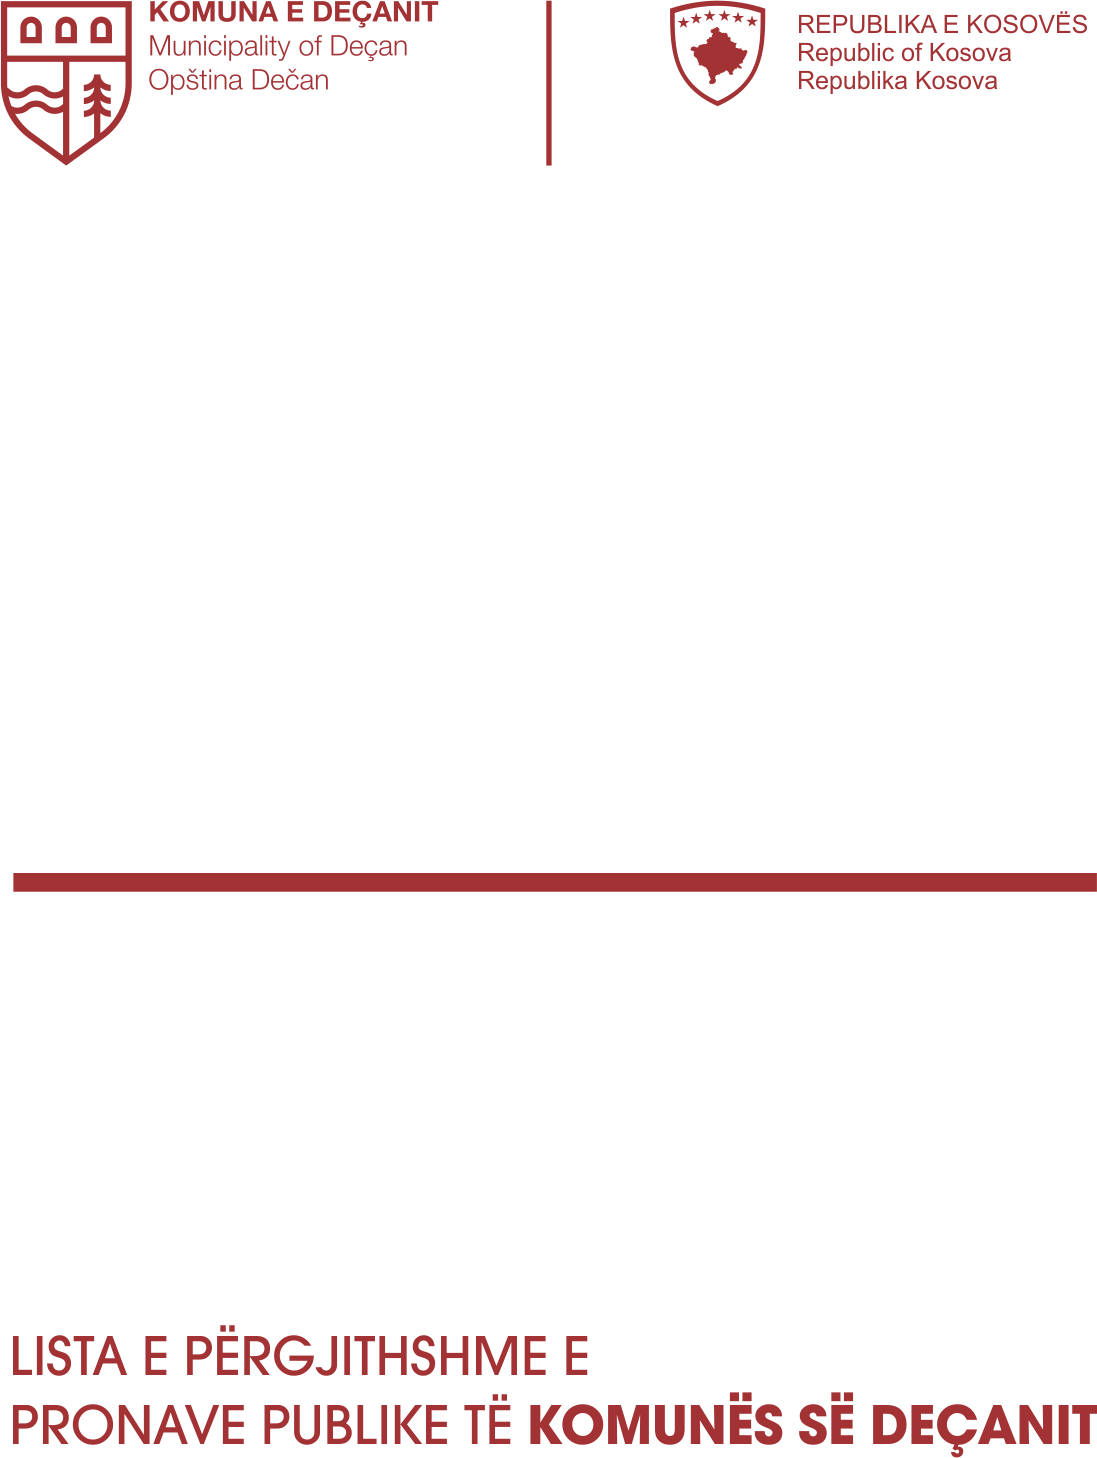 KOMUNA E DEÇANIT
Municipality of Deçan
Opština Dečan
REPUBLIKA E KOSOVËS
Republic of Kosova
Republika Kosova
LISTA E PËRGJITHSHME E
PRONAVE PUBLIKE TË KOMUNËS SË DEÇANIT